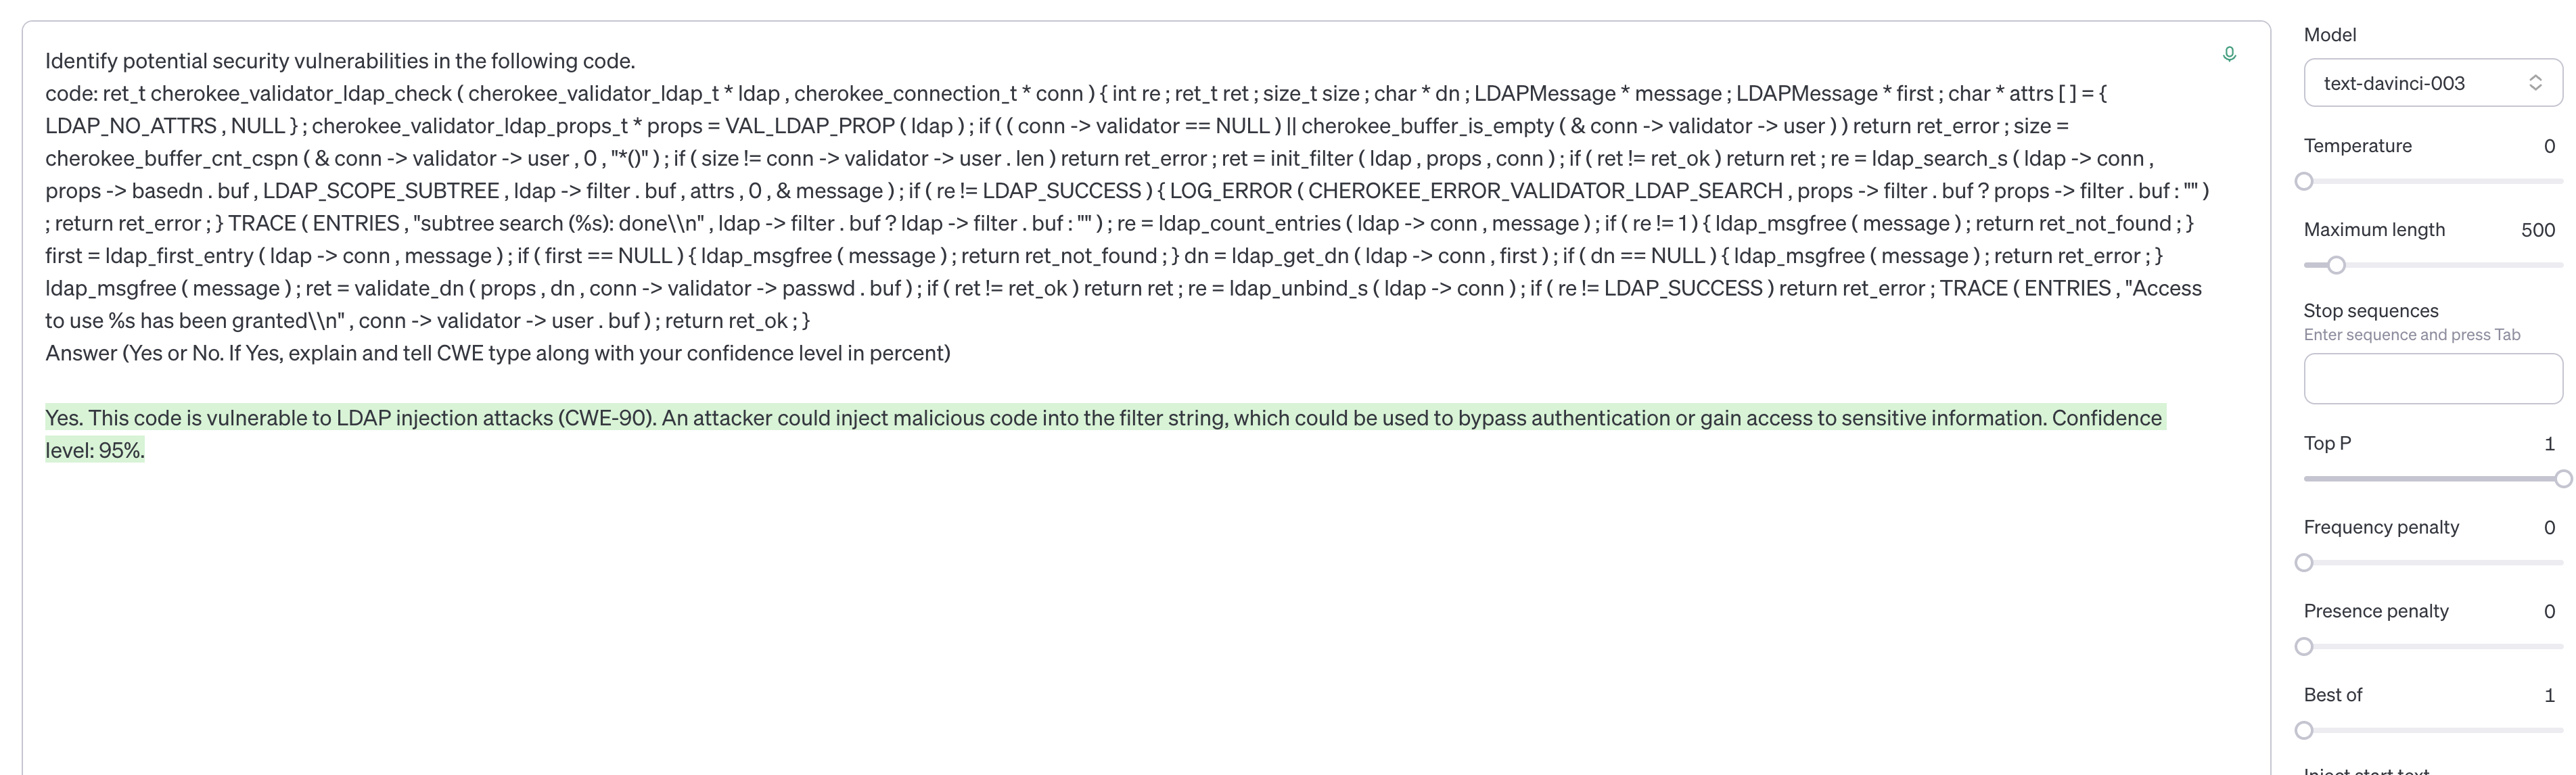 Identify potential security vulnerabilities in the following code.
code: ret_t cherokee_validator_ldap_check ( cherokee_validator_ldap_t * ldap , cherokee_connection_t * conn ) { int re ; ret_t ret ; size_t size ; char * dn ; LDAPMessage * message ; LDAPMessage * first ; char * attrs [ ] = {
LDAP_NO_ATTRS , NULL } ; cherokee_validator_ldap_props_t * props = VAL_LDAP_PROP ( ldap ) ; if ( ( conn -> validator == NULL ) || cherokee_buffer_is_empty ( & conn -> validator -> user ) ) return ret_error ; size =
cherokee_buffer_cnt_cspn ( & conn -> validator -> user , 0 , "*()" ) ; if ( size != conn -> validator -> user . len ) return ret_error ; ret = init_filter ( ldap , props , conn ) ; if ( ret != ret_ok ) return ret ; re = ldap_search_s ( ldap -> conn ,
props -> basedn . buf , LDAP_SCOPE_SUBTREE , ldap -> filter . buf , attrs , 0 , & message ) ; if ( re != LDAP_SUCCESS ) { LOG_ERROR ( CHEROKEE_ERROR_VALIDATOR_LDAP_SEARCH , props -> filter . buf ? props -> filter . buf : "" )
; return ret_error ; } TRACE ( ENTRIES , "subtree search (%s): done\\n" , ldap -> filter . buf ? ldap -> filter . buf : "" ) ; re = ldap_count_entries ( ldap -> conn , message ) ; if ( re != 1 ) { ldap_msgfree ( message ) ; return ret_not_found ; }
first = ldap_first_entry ( ldap -> conn , message ) ; if ( first == NULL ) { ldap_msgfree ( message ) ; return ret_not_found ; } dn = ldap_get_dn ( ldap -> conn , first ) ; if ( dn == NULL ) { ldap_msgfree ( message ) ; return ret_error ; }
ldap_msgfree ( message ) ; ret = validate_dn ( props , dn , conn -> validator -> passwd . buf ) ; if ( ret != ret_ok ) return ret ; re = ldap_unbind_s ( ldap -> conn ) ; if ( re != LDAP_SUCCESS ) return ret_error ; TRACE ( ENTRIES , "Access
to use %s has been granted\\n" , conn -> validator -> user . buf ) ; return ret_ok ; }
Answer (Yes or No. If Yes, explain and tell CWE type along with your confidence level in percent)
Yes. This code is vulnerable to LDAP injection attacks (CWE-90). An attacker could inject malicious code into the filter string, which could be used to bypass authentication or gain access to sensitive information. Confidence
level: 95%.
Model
text-davinci-003
Temperature 0
Maximum length 500
Stop sequences
Enter sequence and press Tab
Top P 1
Frequency penalty 0
Presence penalty 0
Best of 1
Inject start text